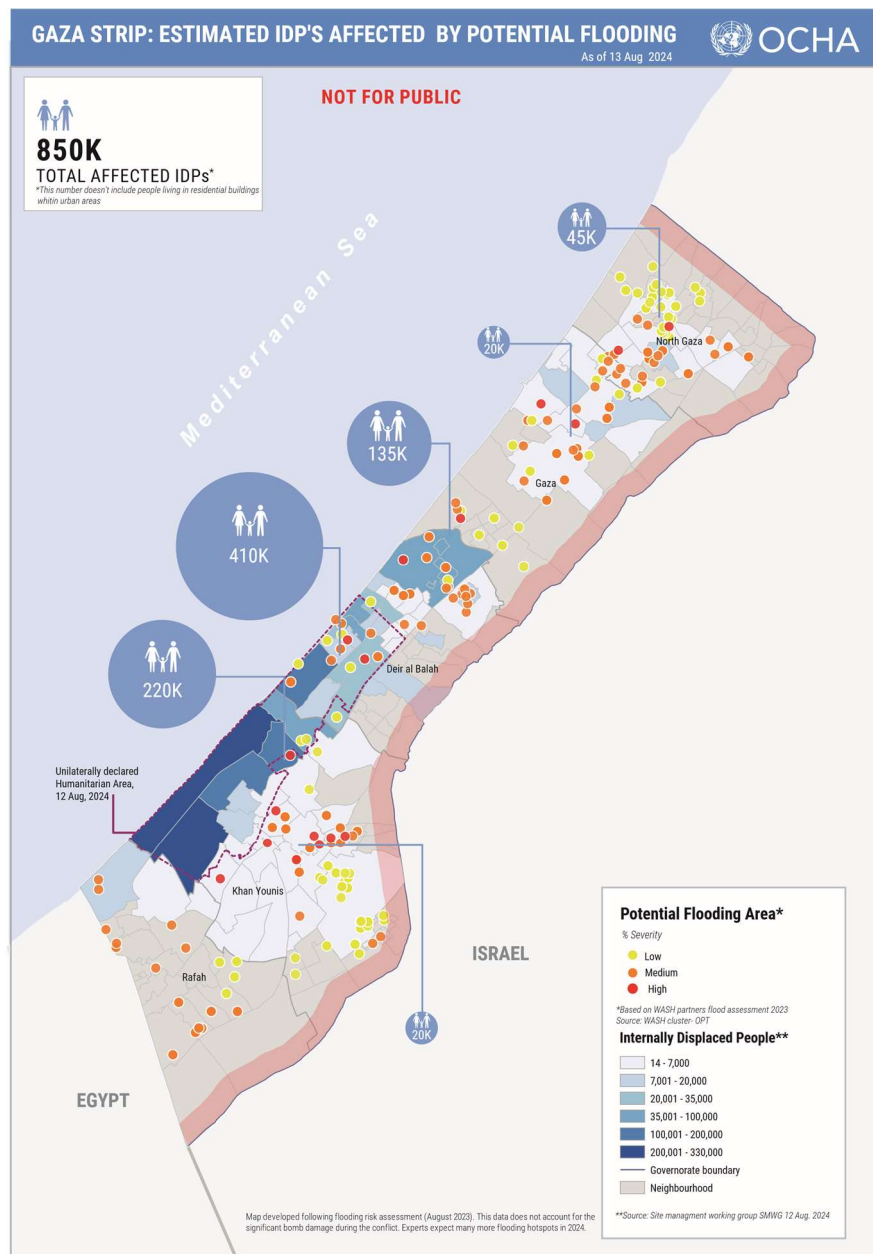 GAZA STRIP: ESTIMATED IDP'S AFFECTED BY POTENTIAL FLOODING
As of 13 Aug 2024
OCHA
NOT FOR PUBLIC
850K
TOTAL AFFECTED IDPs*
*This number doesn't include people living in residential buildings
whitin urban areas
Mediterranean Sea
45K
North Gaza
20K
135K
Gaza
410K
Deir al Balah
220K
Unilaterally declared
Humanitarian Area,
12 Aug, 2024
Khan Younis
ISRAEL
Rafah
20K
EGYPT
Potential Flooding Area*
% Severity
Low
Medium
High
*Based on WASH partners flood assessment 2023
Source: WASH cluster- OPT
Internally Displaced People**
14 - 7,000
7,001 - 20,000
20,001 - 35,000
35,001 - 100,000
100,001 - 200,000
200,001 - 330,000
Governorate boundary
Neighbourhood
**Source: Site managment working group SMWG 12 Aug. 2024
Map developed following flooding risk assessment (August 2023). This data does not account for the
significant bomb damage during the conflict. Experts expect many more flooding hotspots in 2024.